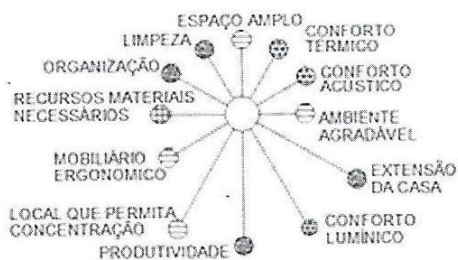 ESPAÇO AMPLO
LIMPEZA
CONFORTO
TÉRMICO
ORGANIZAÇÃO
CONFORTO
ACÚSTICO
RECURSOS MATERIAIS
NECESSÁRIOS
AMBIENTE
AGRADÁVEL
MOBILIÁRIO
ERGONOMICO
EXTENSÃO
DA CASA
LOCAL QUE PERMITA
CONCENTRAÇÃO
CONFORTO
LUMÍNICO
PRODUTIVIDADE